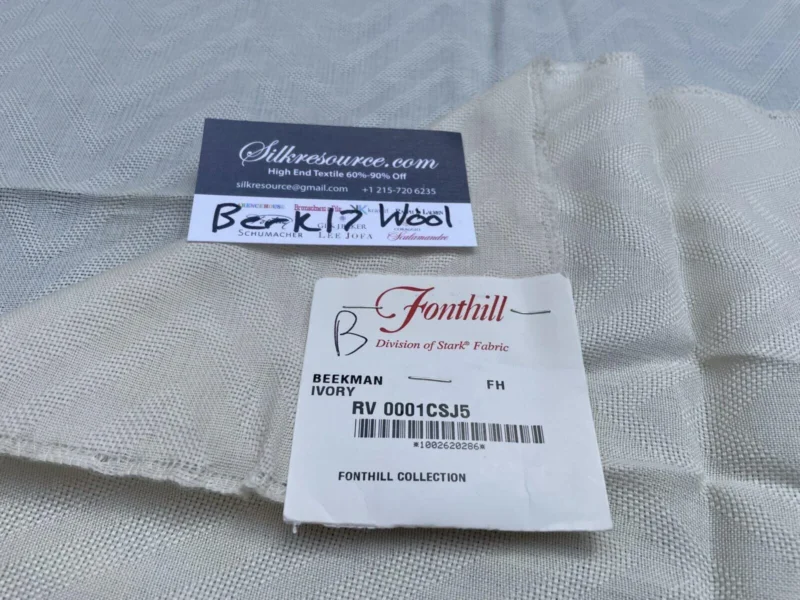 Silkresource.com
High End Textile 60%-90% Off
silkresource@gmail.com +1 215-720 6235
Berk17 Wool
SCHUMACHER LEE JOFA Scalamandre
B
Fonthill
Division of Stark® Fabric
BEEKMAN FH
IVORY
RV 0001CSJ5
*1002620286*
FONTHILL COLLECTION